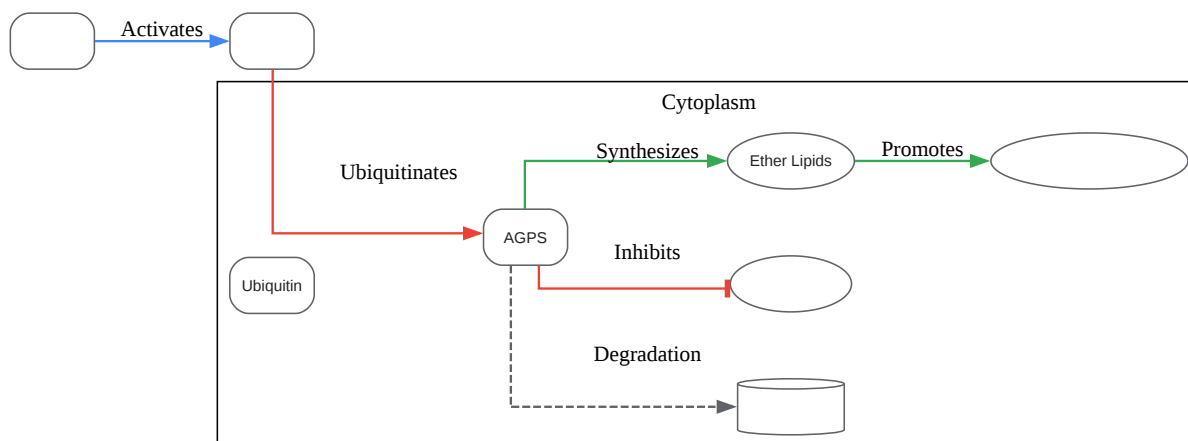 Activates
Cytoplasm
Synthesizes
Ether Lipids
Promotes
Ubiquitinates
AGPS
Inhibits
Ubiquitin
Degradation